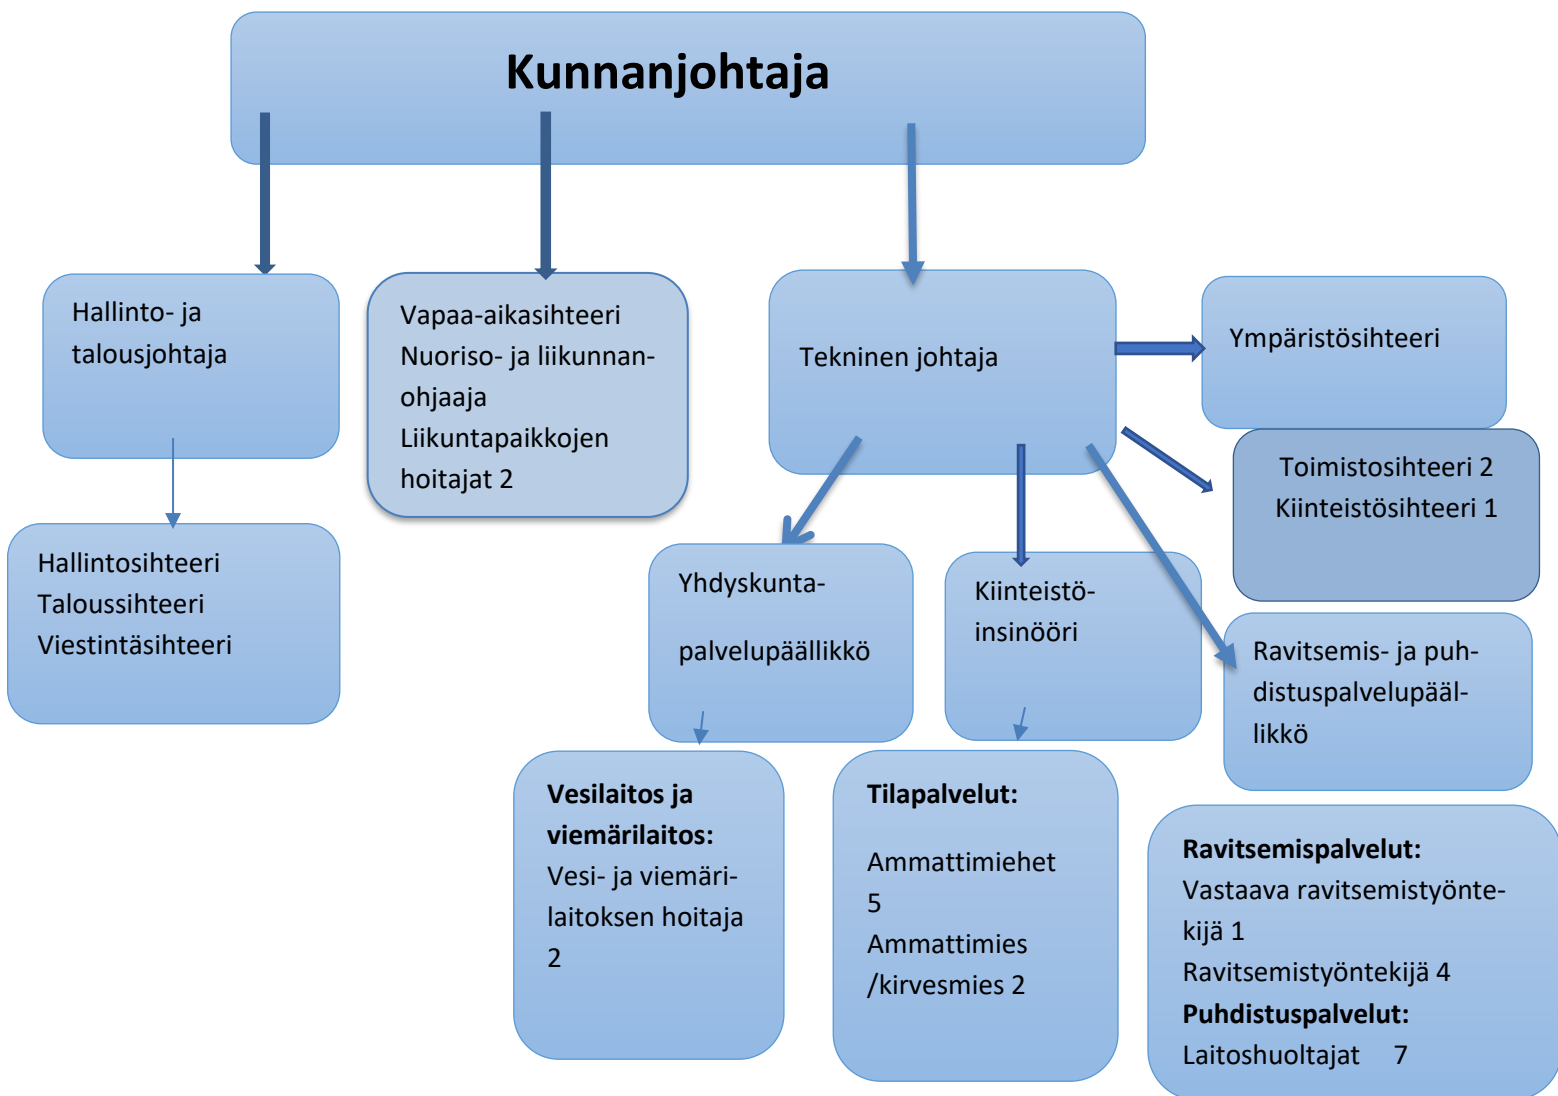 Kunnanjohtaja
Hallinto- ja
talousjohtaja
Vapaa-aikasihteeri
Nuoriso- ja liikunnan-
ohjaaja
Liikuntapaikkojen
hoitajat 2
Tekninen johtaja
Ympäristösihteeri
Toimistosihteeri 2
Kiinteistösihteeri 1
Hallintosihteeri
Taloussihteeri
Viestintäsihteeri
Yhdyskunta-
palvelupäällikkö
Kiinteistö-
insinööri
Ravitsemis- ja puh-
distuspalvelupääl-
likkö
Vesilaitos ja
viemärilaitos:
Vesi- ja viemäri-
laitoksen hoitaja
2
Tilapalvelut:
Ammattimiehet
5
Ammattimies
/kirvesmies 2
Ravitsemispalvelut:
Vastaava ravitsemistyönte-
kijä 1
Ravitsemistyöntekijä 4
Puhdistuspalvelut:
Laitoshuoltajat 7